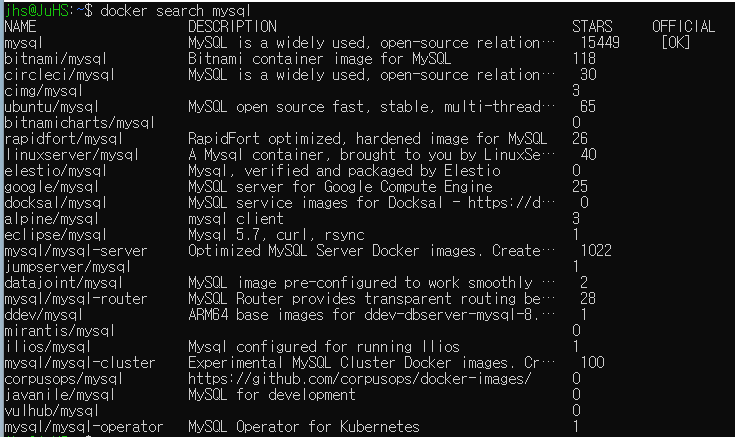 jhs@JuHS:~$ docker search mysql
NAME DESCRIPTION STARS OFFICIAL
mysql MySQL is a widely used, open-source relation… 15449 [OK]
bitnami/mysql Bitnami container image for MySQL 118
circleci/mysql MySQL is a widely used, open-source relation… 30
cimg/mysql 3
ubuntu/mysql MySQL open source fast, stable, multi-thread… 65
bitnamicharts/mysql 0
rapidfort/mysql RapidFort optimized, hardened image for MySQL 26
linuxserver/mysql A Mysql container, brought to you by LinuxSe… 40
elestio/mysql Mysql, verified and packaged by Elestio 0
google/mysql MySQL server for Google Compute Engine 25
docksal/mysql MySQL service images for Docksal - https://d… 0
alpine/mysql mysql client 3
eclipse/mysql Mysql 5.7, curl, rsync 1
mysql/mysql-server Optimized MySQL Server Docker images. Create… 1022
jumpserver/mysql 1
datajoint/mysql MySQL image pre-configured to work smoothly … 2
mysql/mysql-router MySQL Router provides transparent routing be… 28
ddev/mysql ARM64 base images for ddev-dbserver-mysql-8.… 1
mirantis/mysql 0
ilios/mysql Mysql configured for running Ilios 1
mysql/mysql-cluster Experimental MySQL Cluster Docker images. Cr… 100
corpusops/mysql https://github.com/corpusops/docker-images/ 0
javanile/mysql MySQL for development 0
vulhub/mysql 0
mysql/mysql-operator MySQL Operator for Kubernetes 1